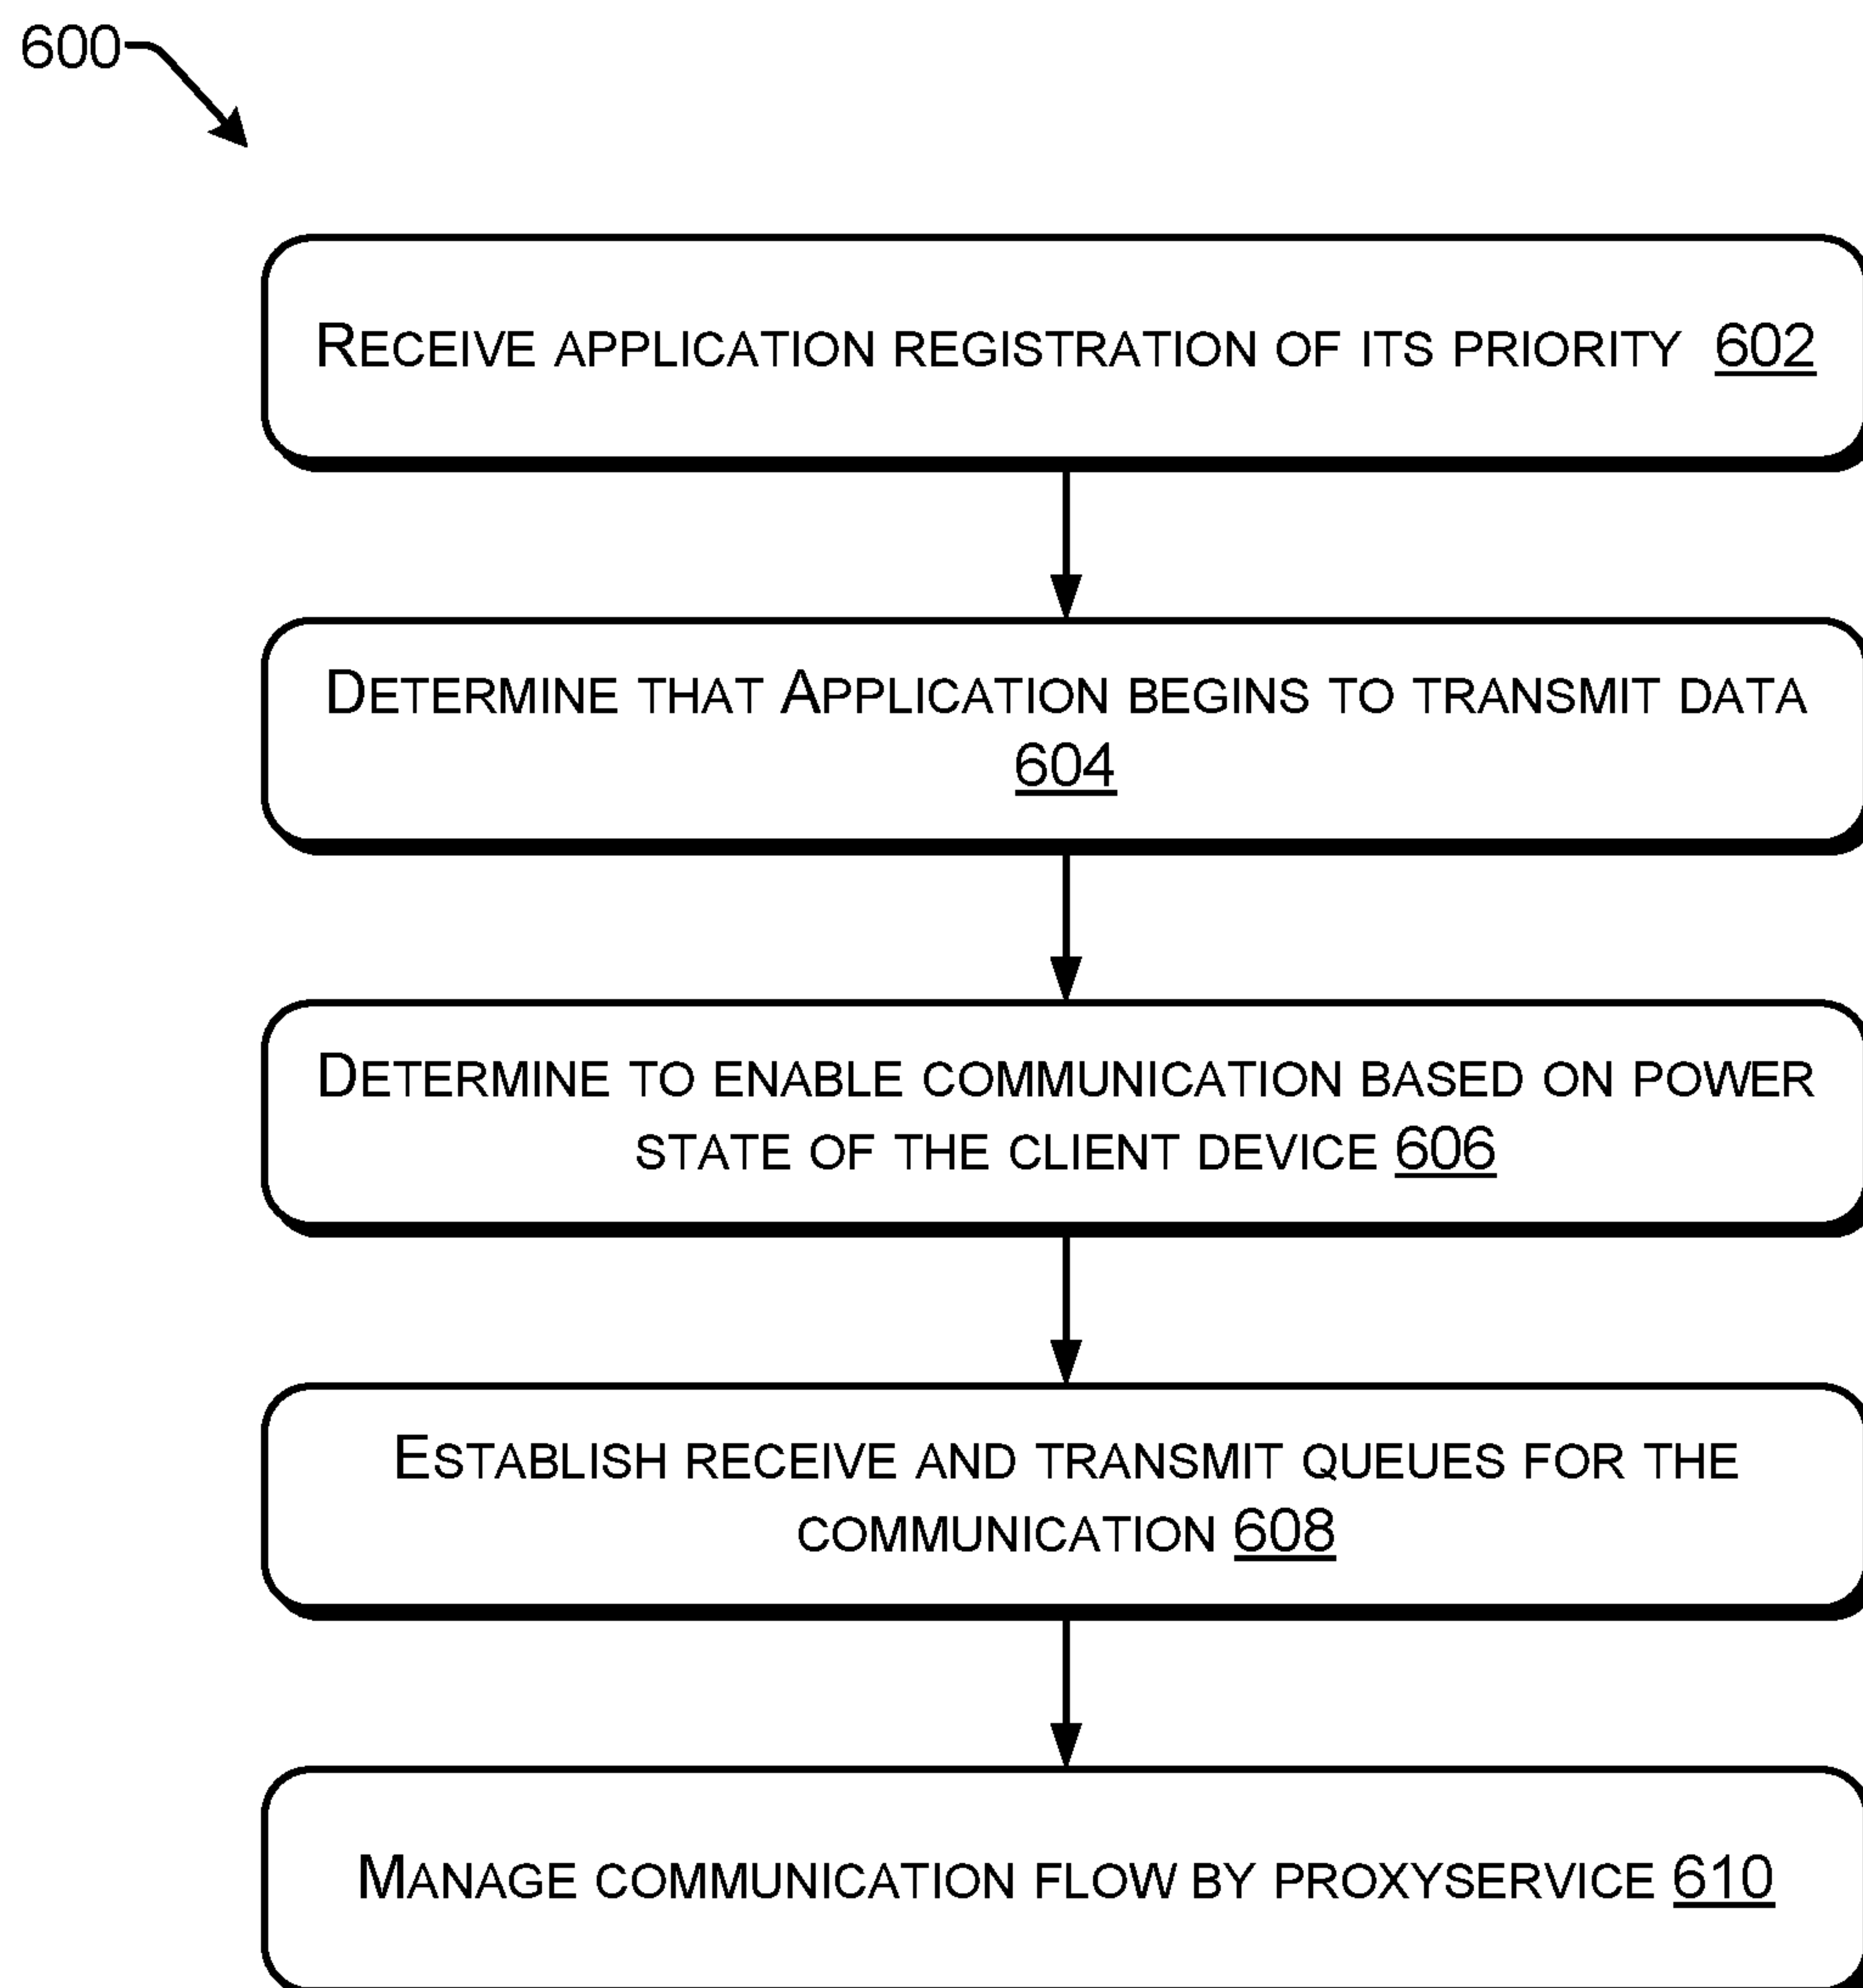 600
RECEIVE APPLICATION REGISTRATION OF ITS PRIORITY 602
DETERMINE THAT APPLICATION BEGINS TO TRANSMIT DATA
604
DETERMINE TO ENABLE COMMUNICATION BASED ON POWER
STATE OF THE CLIENT DEVICE 606
ESTABLISH RECEIVE AND TRANSMIT QUEUES FOR THE
COMMUNICATION 608
MANAGE COMMUNICATION FLOW BY PROXYSERVICE 610